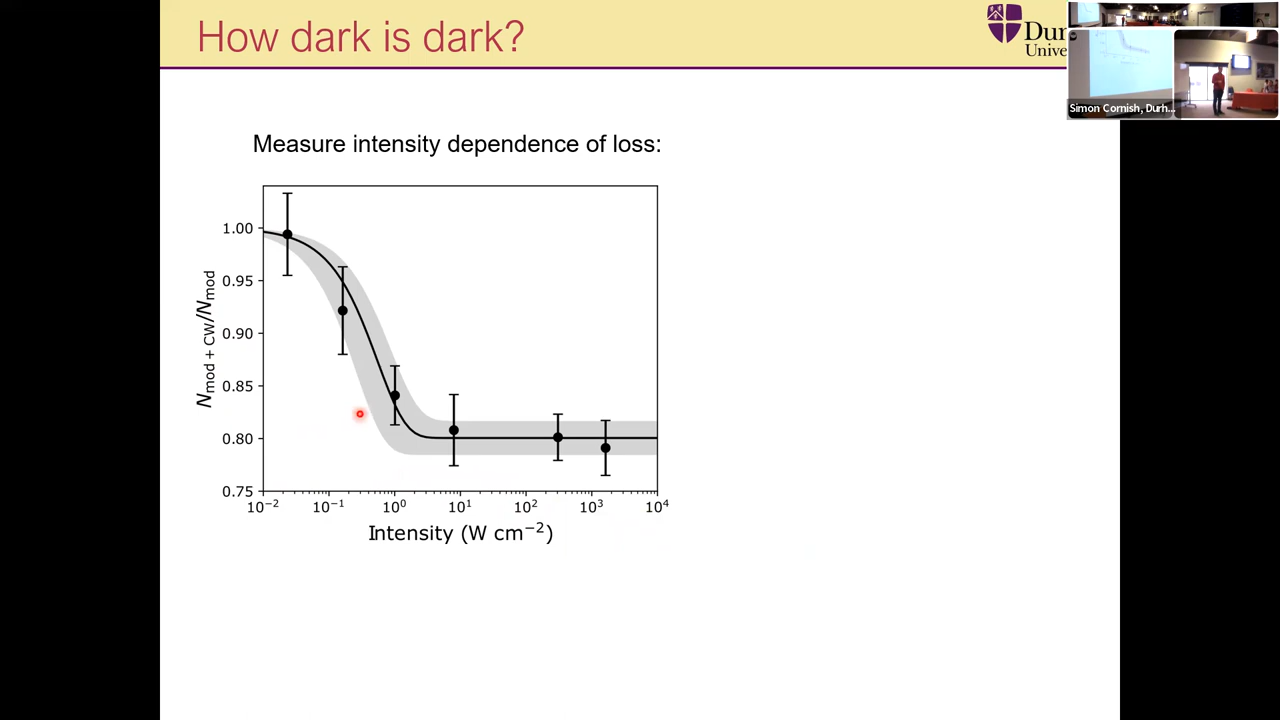 How dark is dark?
Dur
Unive
Simon Cornish, Durh...
Measure intensity dependence of loss:
1.00
0.95
0.90
0.85
0.80
0.75
N_mod + CW/N_mod
10^−2 10^−1 10^0 10^1 10^2 10^3 10^4
Intensity (W cm^−2)